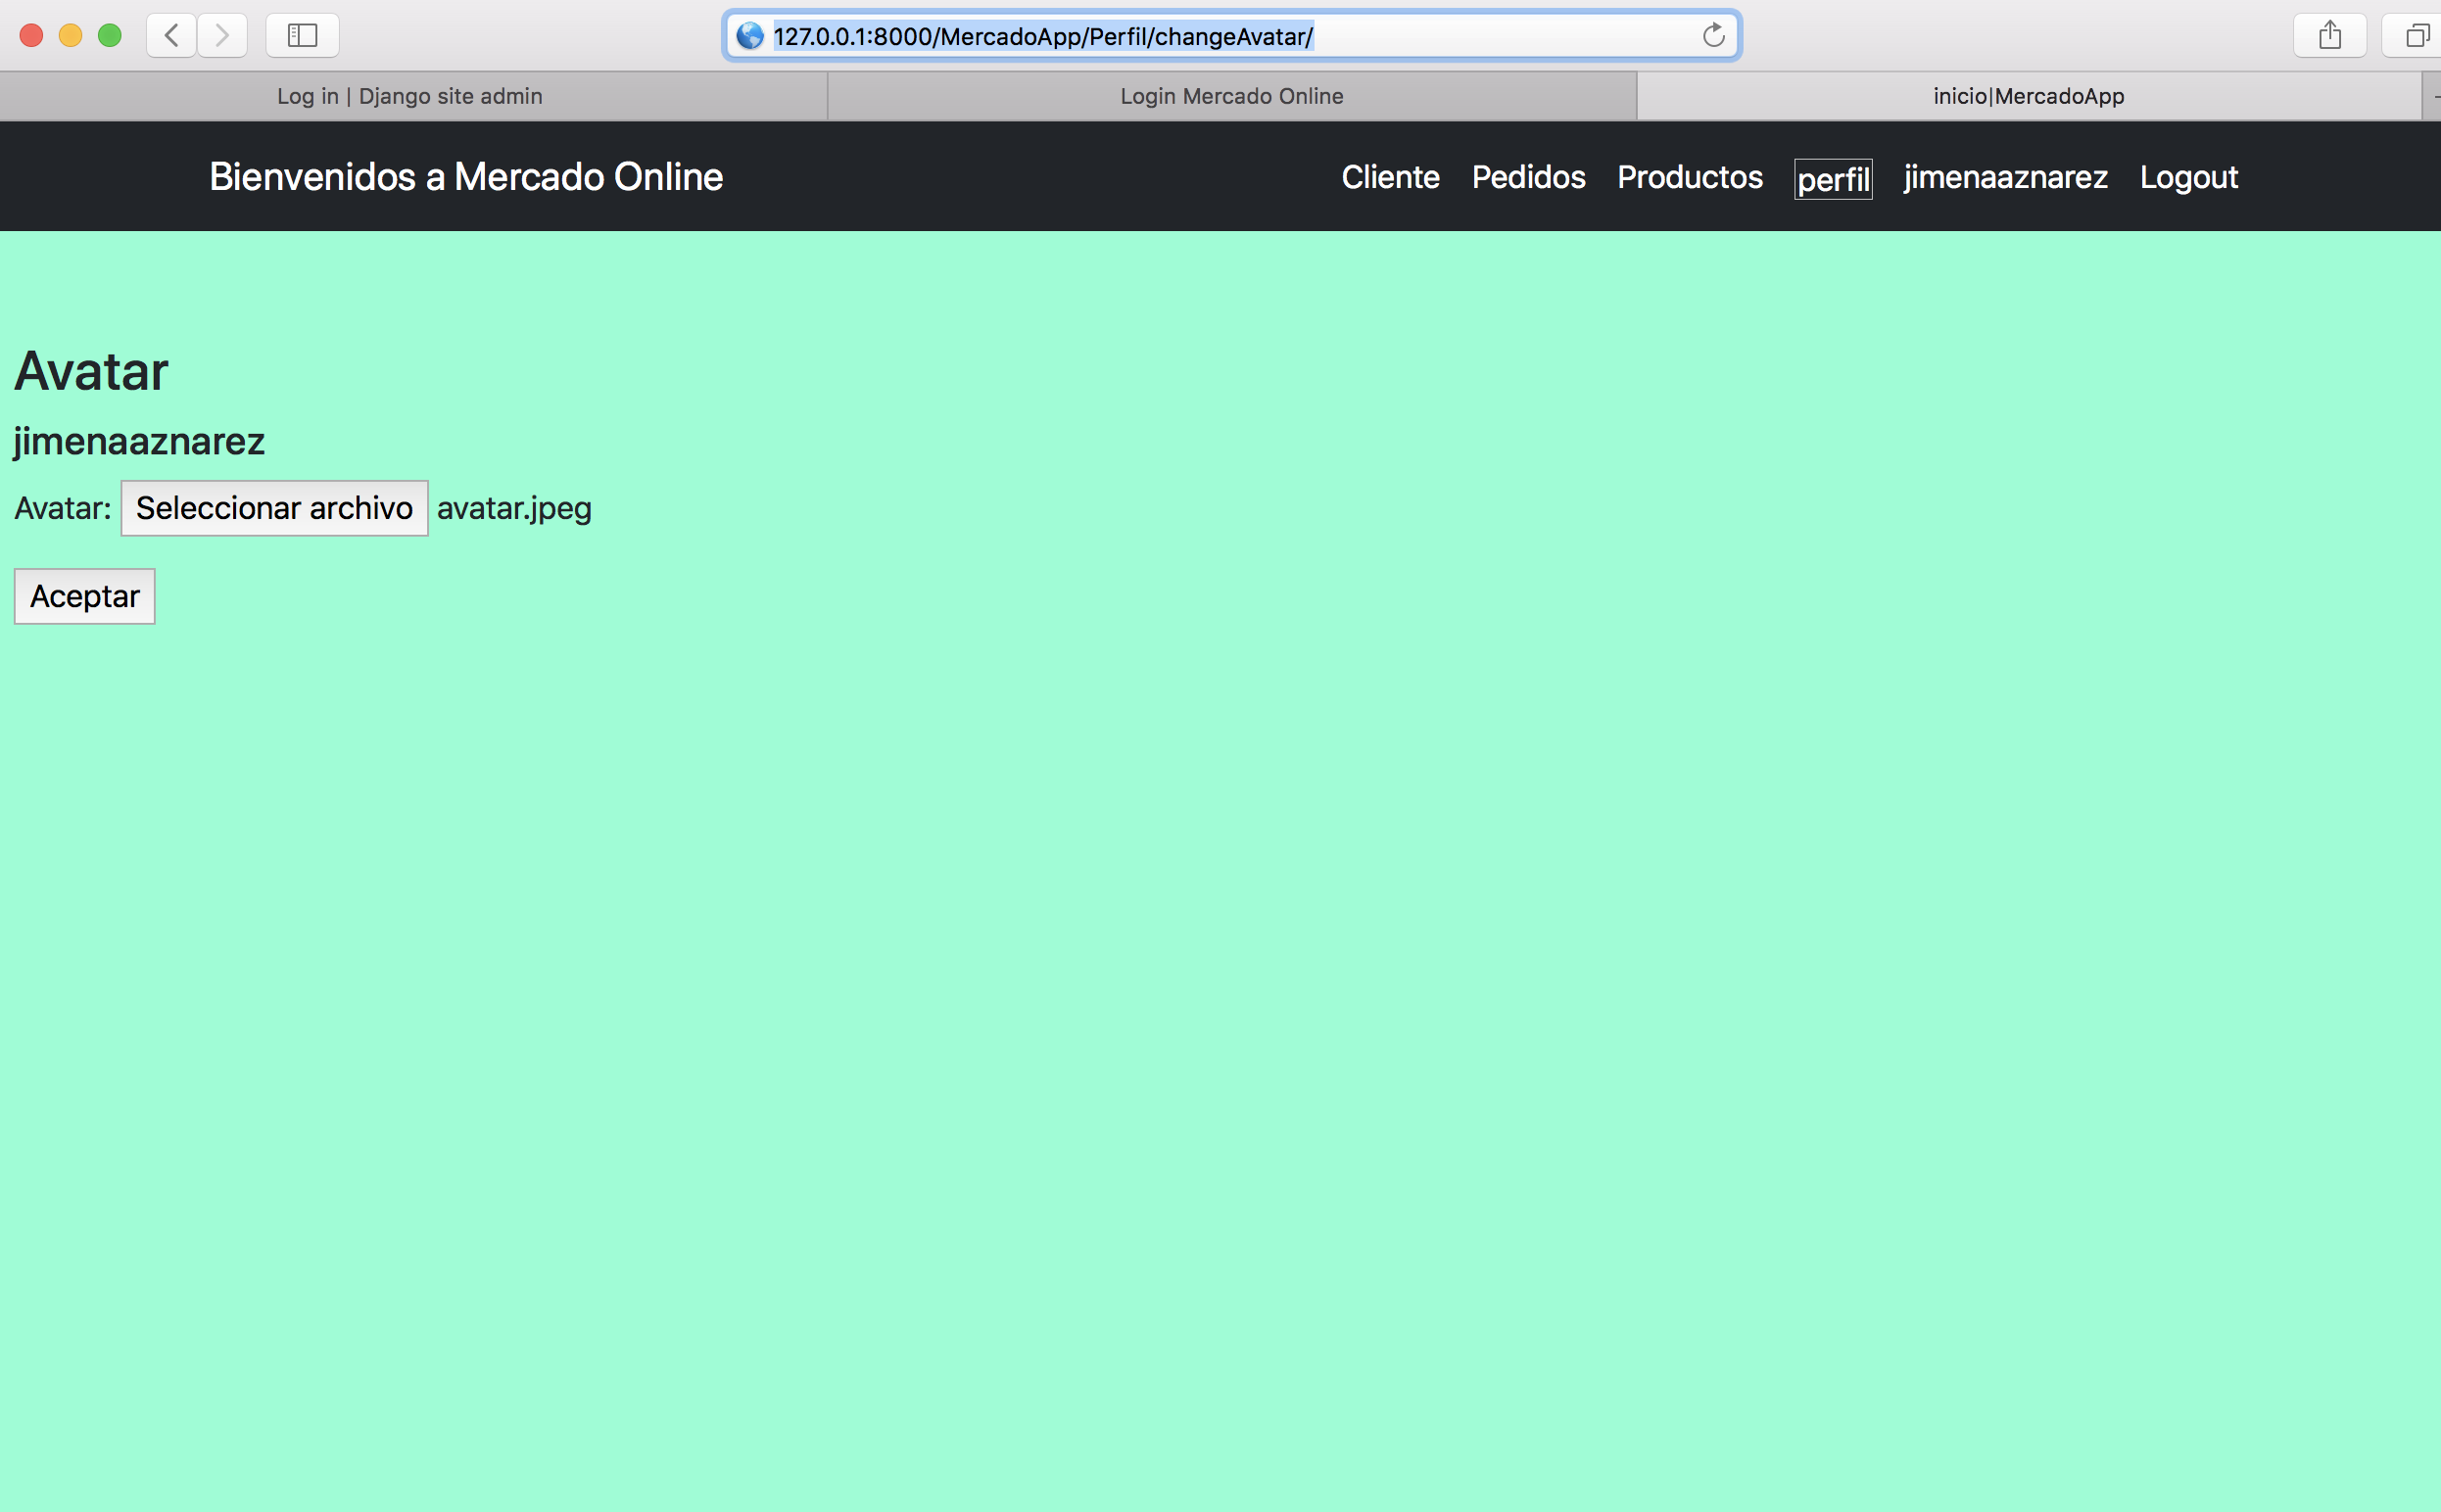 127.0.0.1:8000/MercadoApp/Perfil/changeAvatar/
Log in | Django site admin Login Mercado Online inicio|MercadoApp
Bienvenidos a Mercado Online Cliente Pedidos Productos perfil jimenaaznarez Logout
Avatar
jimenaaznarez
Avatar: Seleccionar archivo avatar.jpeg
Aceptar